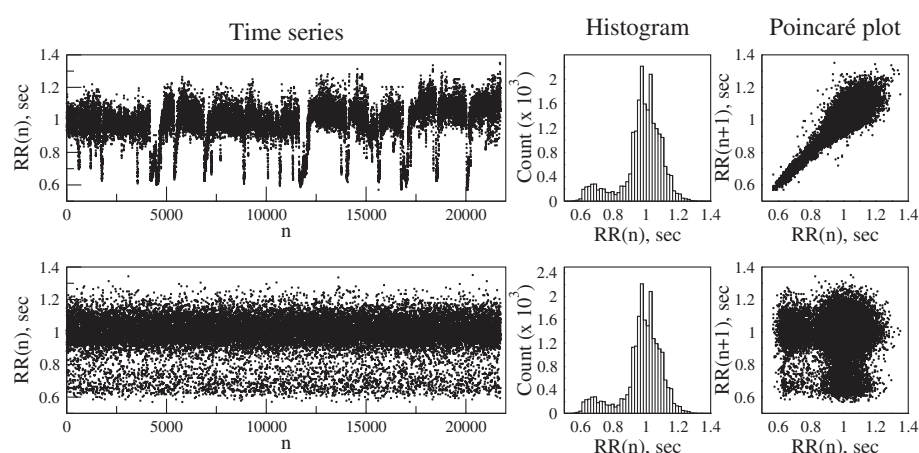 Time series
Histogram
Poincaré plot
RR(n), sec
1.4
1.2
1
0.8
0.6
0
5000
10000
15000
20000
n
Count (x 10³)
2
1.6
1.2
0.8
0.4
0
0.6 0.8 1 1.2 1.4
RR(n), sec
RR(n+1), sec
1.4
1.2
1
0.8
0.6
0.6 0.8 1 1.2 1.4
RR(n), sec
RR(n), sec
1.4
1.2
1
0.8
0.6
0
5000
10000
15000
20000
n
Count (x 10³)
2.4
2
1.6
1.2
0.8
0.4
0
0.6 0.8 1 1.2 1.4
RR(n), sec
RR(n+1), sec
1.4
1.2
1
0.8
0.6
0.6 0.8 1 1.2 1.4
RR(n), sec